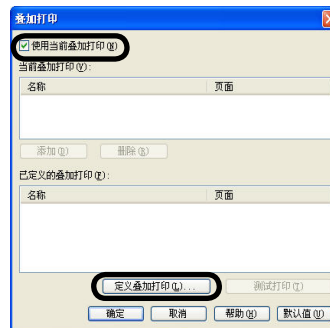 叠加打印
使用当前叠加打印(N)
当前叠加打印(V):
名称 页面
添加(D) 删除(R)
已定义的叠加打印(E):
名称 页面
定义叠加打印(L)... 测试打印(T)
确定 取消 帮助(H) 默认值(U)